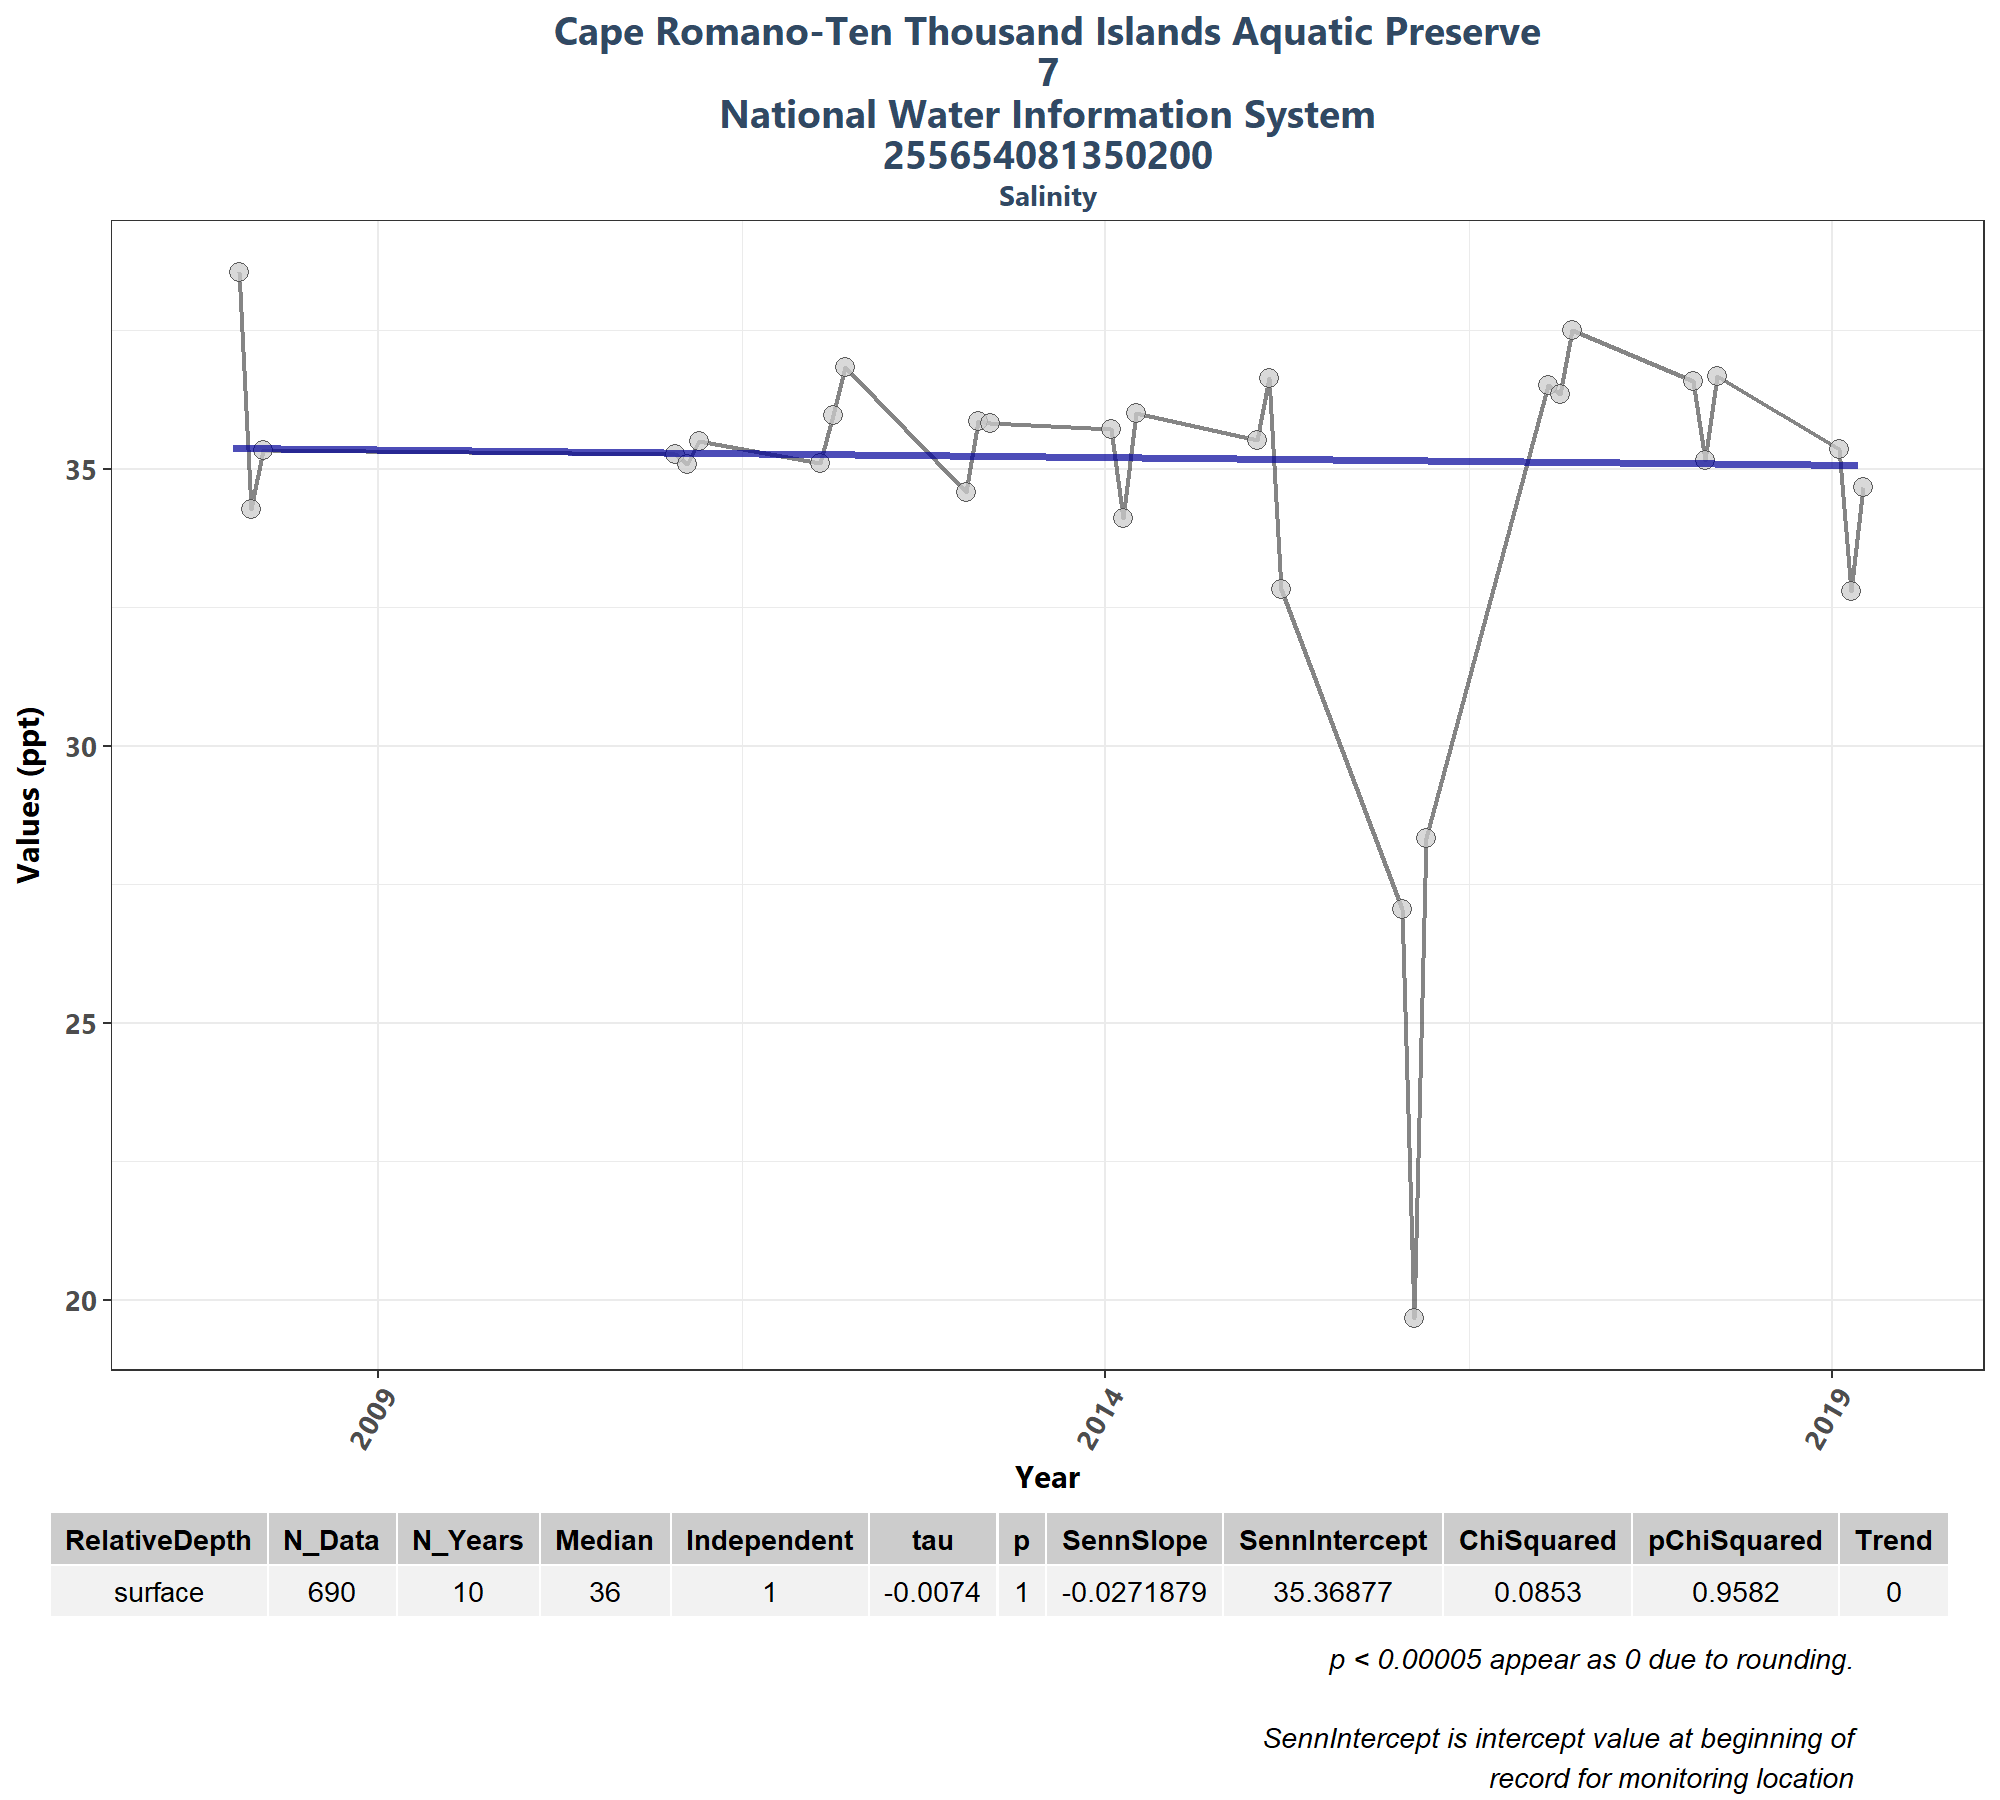 Cape Romano-Ten Thousand Islands Aquatic Preserve
7
National Water Information System
255654081350200
Salinity
Values (ppt)
35
30
25
20
2009
2014
2019
Year
RelativeDepth N_Data N_Years Median Independent tau p SennSlope SennIntercept ChiSquared pChiSquared Trend
surface 690 10 36 1 -0.0074 1 -0.0271879 35.36877 0.0853 0.9582 0
p < 0.00005 appear as 0 due to rounding.
SennIntercept is intercept value at beginning of
record for monitoring location